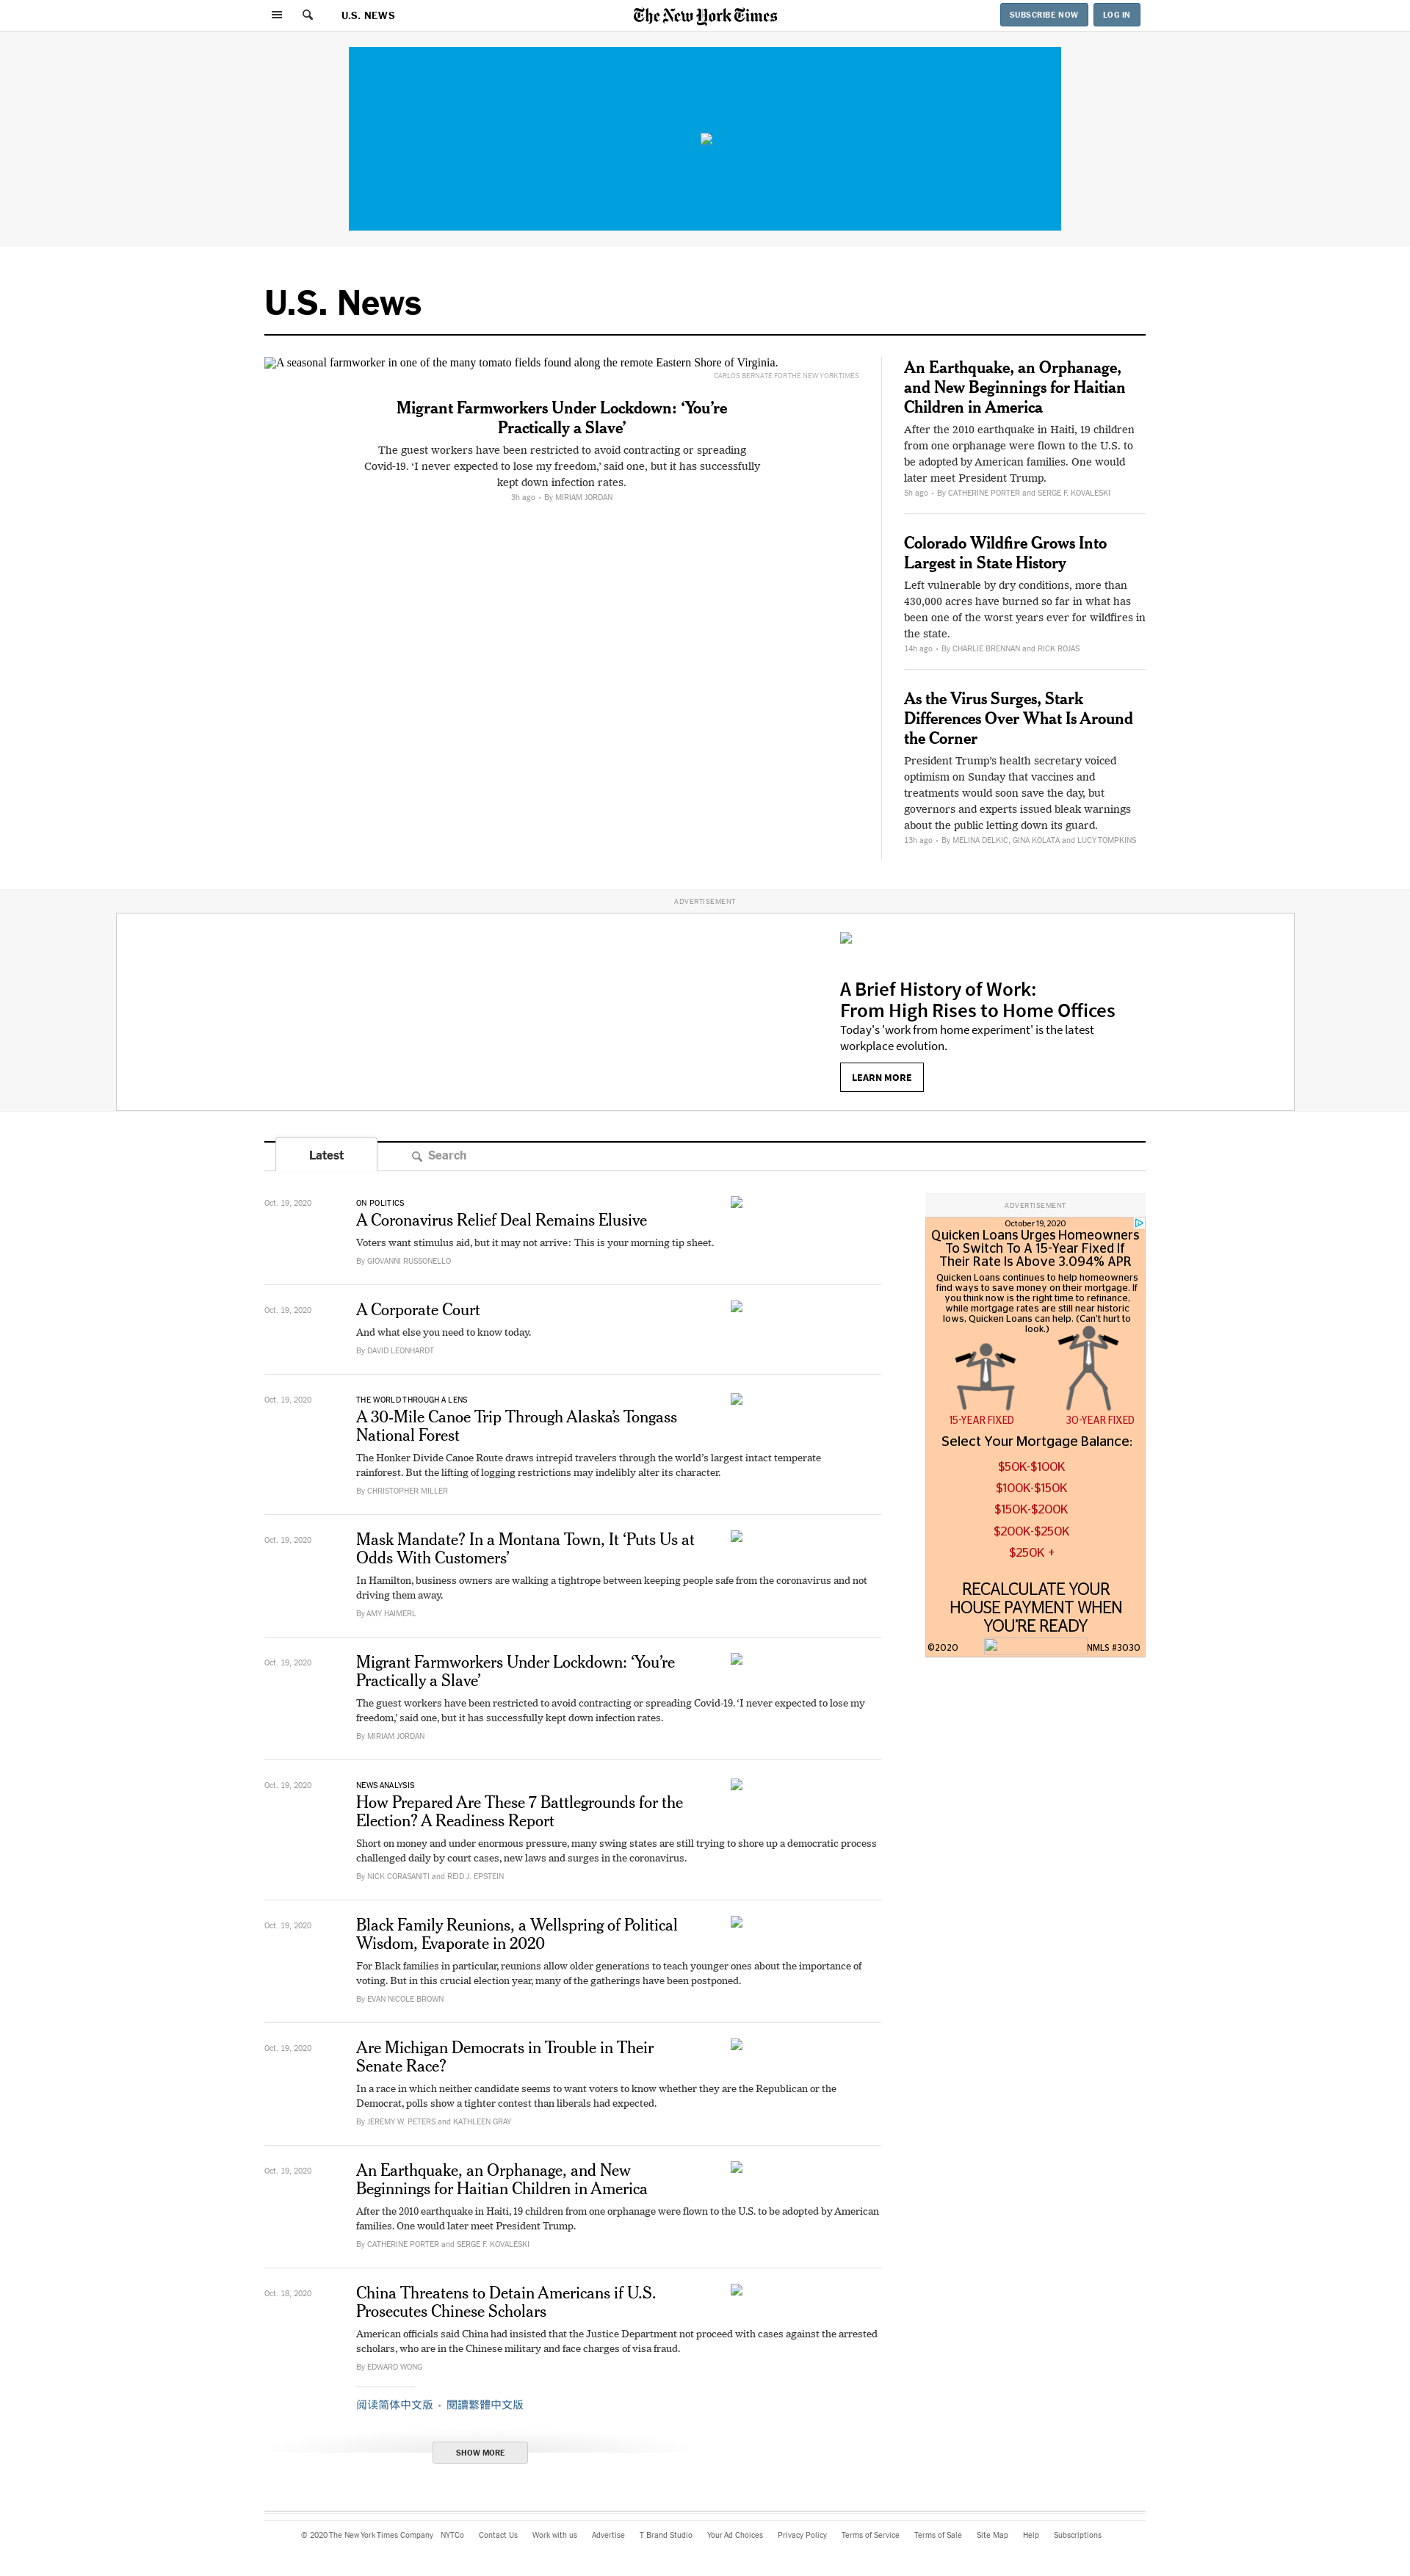 U.S. NEWS
The New York Times
SUBSCRIBE NOW
LOG IN
U.S. News
A seasonal farmworker in one of the many tomato fields found along the remote Eastern Shore of Virginia.
CARLOS BERNATE FOR THE NEW YORK TIMES
Migrant Farmworkers Under Lockdown: ‘You’re
Practically a Slave’
The guest workers have been restricted to avoid contracting or spreading
Covid-19. ‘I never expected to lose my freedom,’ said one, but it has successfully
kept down infection rates.
3h ago • By MIRIAM JORDAN
An Earthquake, an Orphanage,
and New Beginnings for Haitian
Children in America
After the 2010 earthquake in Haiti, 19 children
from one orphanage were flown to the U.S. to
be adopted by American families. One would
later meet President Trump.
5h ago • By CATHERINE PORTER and SERGE F. KOVALESKI
Colorado Wildfire Grows Into
Largest in State History
Left vulnerable by dry conditions, more than
430,000 acres have burned so far in what has
been one of the worst years ever for wildfires in
the state.
14h ago • By CHARLIE BRENNAN and RICK ROJAS
As the Virus Surges, Stark
Differences Over What Is Around
the Corner
President Trump’s health secretary voiced
optimism on Sunday that vaccines and
treatments would soon save the day, but
governors and experts issued bleak warnings
about the public letting down its guard.
13h ago • By MELINA DELKIC, GINA KOLATA and LUCY TOMPKINS
ADVERTISEMENT
A Brief History of Work:
From High Rises to Home Offices
Today's 'work from home experiment' is the latest
workplace evolution.
LEARN MORE
Latest
Search
Oct. 19, 2020
ON POLITICS
A Coronavirus Relief Deal Remains Elusive
Voters want stimulus aid, but it may not arrive: This is your morning tip sheet.
By GIOVANNI RUSSONELLO
Oct. 19, 2020
A Corporate Court
And what else you need to know today.
By DAVID LEONHARDT
Oct. 19, 2020
THE WORLD THROUGH A LENS
A 30-Mile Canoe Trip Through Alaska’s Tongass
National Forest
The Honker Divide Canoe Route draws intrepid travelers through the world’s largest intact temperate
rainforest. But the lifting of logging restrictions may indelibly alter its character.
By CHRISTOPHER MILLER
Oct. 19, 2020
Mask Mandate? In a Montana Town, It ‘Puts Us at
Odds With Customers’
In Hamilton, business owners are walking a tightrope between keeping people safe from the coronavirus and not
driving them away.
By AMY HAIMERL
Oct. 19, 2020
Migrant Farmworkers Under Lockdown: ‘You’re
Practically a Slave’
The guest workers have been restricted to avoid contracting or spreading Covid-19. ‘I never expected to lose my
freedom,’ said one, but it has successfully kept down infection rates.
By MIRIAM JORDAN
Oct. 19, 2020
NEWS ANALYSIS
How Prepared Are These 7 Battlegrounds for the
Election? A Readiness Report
Short on money and under enormous pressure, many swing states are still trying to shore up a democratic process
challenged daily by court cases, new laws and surges in the coronavirus.
By NICK CORASANITI and REID J. EPSTEIN
Oct. 19, 2020
Black Family Reunions, a Wellspring of Political
Wisdom, Evaporate in 2020
For Black families in particular, reunions allow older generations to teach younger ones about the importance of
voting. But in this crucial election year, many of the gatherings have been postponed.
By EVAN NICOLE BROWN
Oct. 19, 2020
Are Michigan Democrats in Trouble in Their
Senate Race?
In a race in which neither candidate seems to want voters to know whether they are the Republican or the
Democrat, polls show a tighter contest than liberals had expected.
By JEREMY W. PETERS and KATHLEEN GRAY
Oct. 19, 2020
An Earthquake, an Orphanage, and New
Beginnings for Haitian Children in America
After the 2010 earthquake in Haiti, 19 children from one orphanage were flown to the U.S. to be adopted by American
families. One would later meet President Trump.
By CATHERINE PORTER and SERGE F. KOVALESKI
Oct. 18, 2020
China Threatens to Detain Americans if U.S.
Prosecutes Chinese Scholars
American officials said China had insisted that the Justice Department not proceed with cases against the arrested
scholars, who are in the Chinese military and face charges of visa fraud.
By EDWARD WONG
阅读简体中文版 • 閱讀繁體中文版
SHOW MORE
ADVERTISEMENT
October 19, 2020
Quicken Loans Urges Homeowners
To Switch To A 15-Year Fixed If
Their Rate Is Above 3.094% APR
Quicken Loans continues to help homeowners
find ways to save money on their mortgage. If
you think now is the right time to refinance,
while mortgage rates are still near historic
lows, Quicken Loans can help. (Can't hurt to
look.)
15-YEAR FIXED
30-YEAR FIXED
Select Your Mortgage Balance:
$50K-$100K
$100K-$150K
$150K-$200K
$200K-$250K
$250K +
RECALCULATE YOUR
HOUSE PAYMENT WHEN
YOU'RE READY
©2020
NMLS #3030
© 2020 The New York Times Company NYTCo Contact Us Work with us Advertise T Brand Studio Your Ad Choices Privacy Policy Terms of Service Terms of Sale Site Map Help Subscriptions